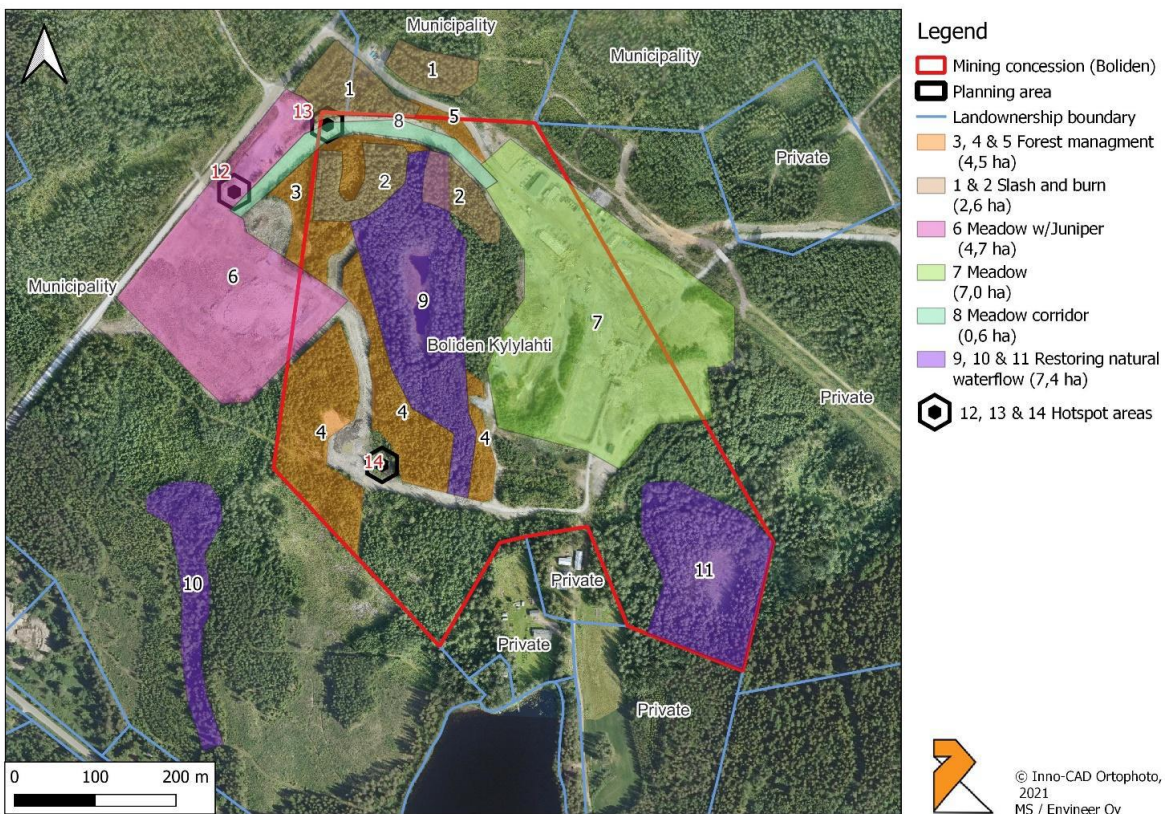 Municipality
Municipality
1
1
5
13
8
Private
12
3
2
2
6
Municipality
9
7
Boliden Kylylahti
Private
4
4
4
14
10
11
Private
Private
Private
0 100 200 m
Legend
Mining concession (Boliden)
Planning area
Landownership boundary
3, 4 & 5 Forest managment
(4,5 ha)
1 & 2 Slash and burn
(2,6 ha)
6 Meadow w/Juniper
(4,7 ha)
7 Meadow
(7,0 ha)
8 Meadow corridor
(0,6 ha)
9, 10 & 11 Restoring natural
waterflow (7,4 ha)
12, 13 & 14 Hotspot areas
© Inno-CAD Ortophoto,
2021
MS / Envineer Oy